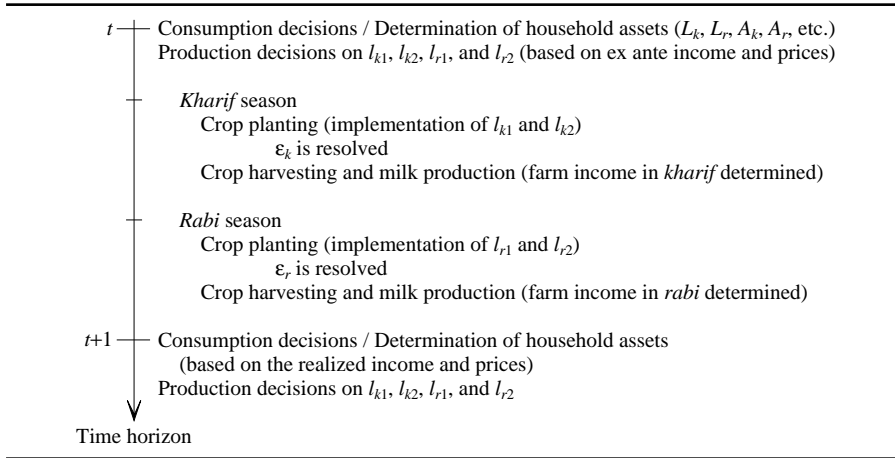 t Consumption decisions / Determination of household assets (Lk, Lr, Ak, Ar, etc.)
Production decisions on lk1, lk2, lr1, and lr2 (based on ex ante income and prices)
Kharif season
Crop planting (implementation of lk1 and lk2)
εk is resolved
Crop harvesting and milk production (farm income in kharif determined)
Rabi season
Crop planting (implementation of lr1 and lr2)
εr is resolved
Crop harvesting and milk production (farm income in rabi determined)
t+1 Consumption decisions / Determination of household assets
(based on the realized income and prices)
Production decisions on lk1, lk2, lr1, and lr2
Time horizon